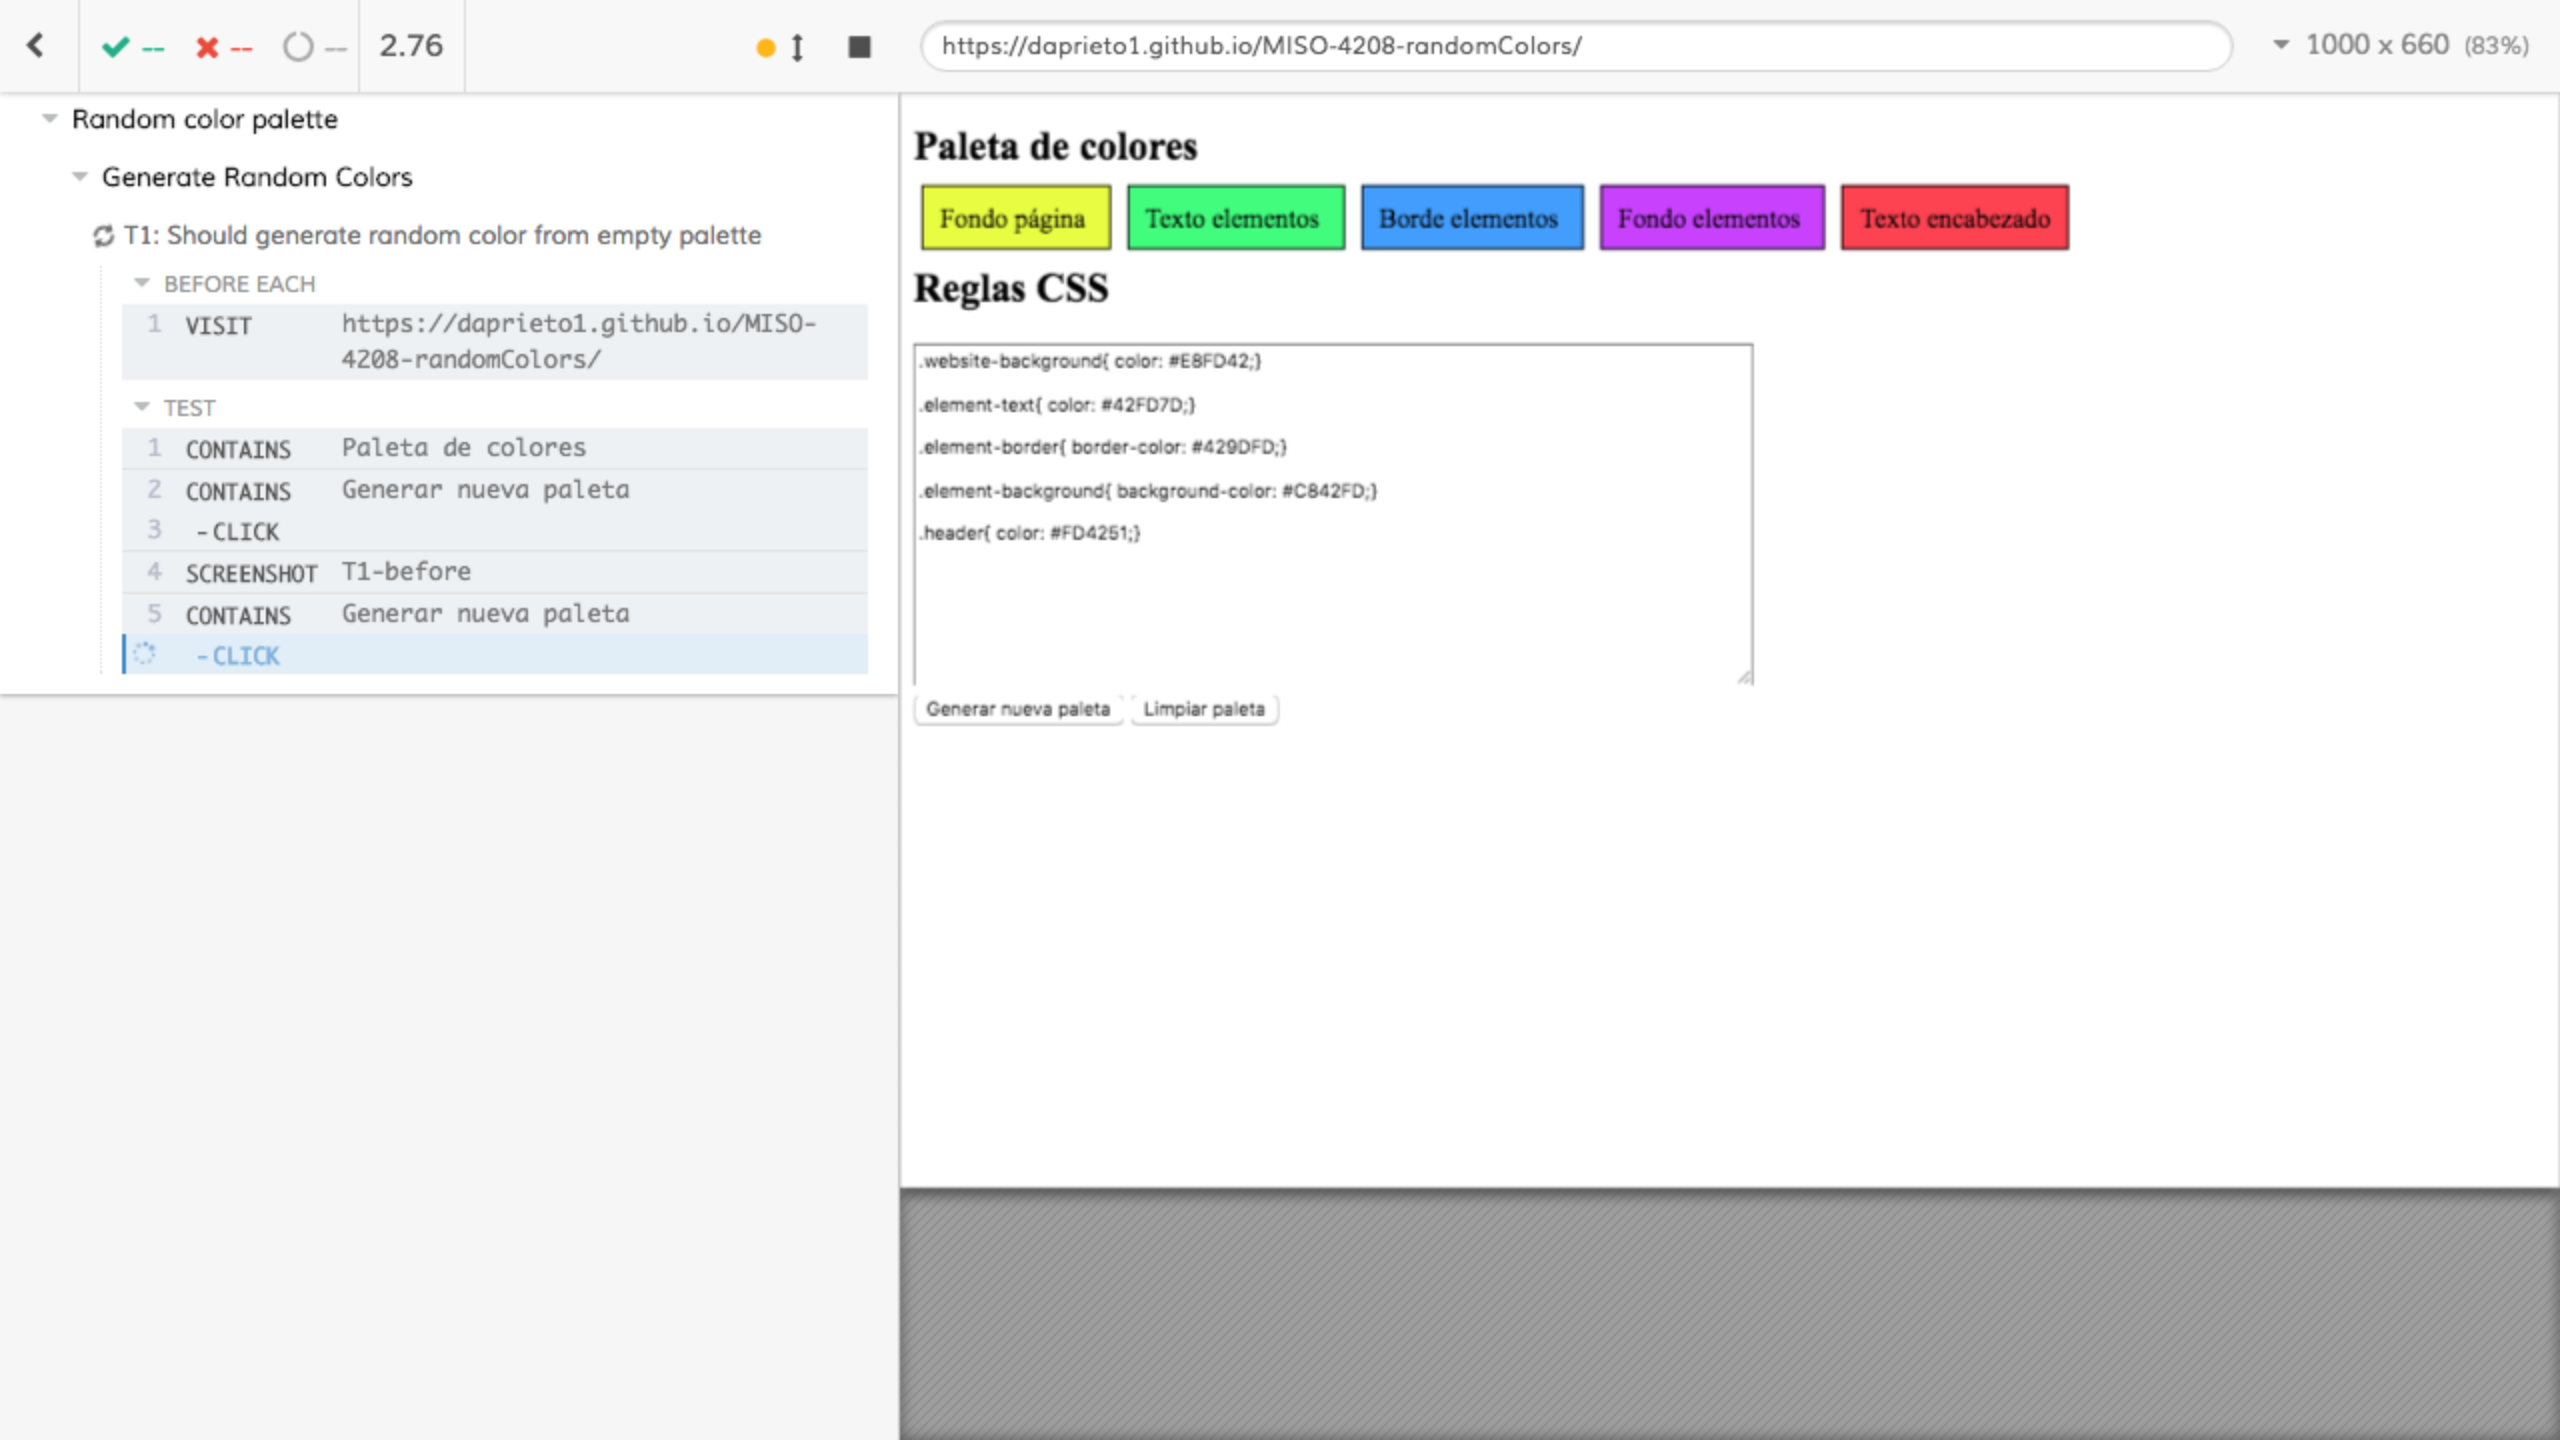 -- -- -- 2.76
https://daprieto1.github.io/MISO-4208-randomColors/
1000 x 660 (83%)
Random color palette
Generate Random Colors
T1: Should generate random color from empty palette
BEFORE EACH
1 VISIT https://daprieto1.github.io/MISO-
4208-randomColors/
TEST
1 CONTAINS Paleta de colores
2 CONTAINS Generar nueva paleta
3 -CLICK
4 SCREENSHOT T1-before
5 CONTAINS Generar nueva paleta
-CLICK
Paleta de colores
Fondo página Texto elementos Borde elementos Fondo elementos Texto encabezado
Reglas CSS
.website-background{ color: #E8FD42;}
.element-text{ color: #42FD7D;}
.element-border{ border-color: #429DFD;}
.element-background{ background-color: #C842FD;}
.header{ color: #FD4251;}
Generar nueva paleta Limpiar paleta